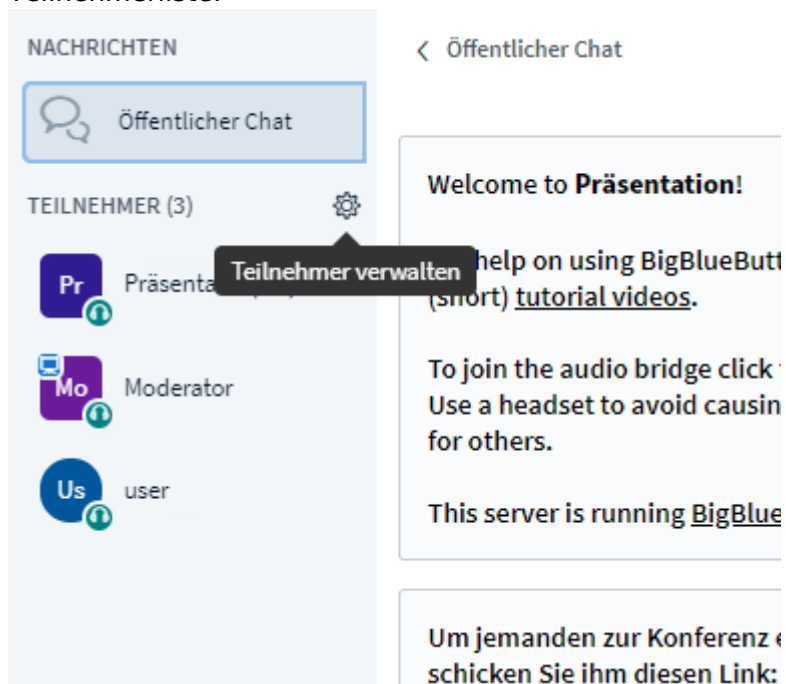 NACHRICHTEN
Öffentlicher Chat
TEILNEHMER (3)
Teilnehmer verwalten
Pr
Mo Moderator
Us user
Öffentlicher Chat
Welcome to Präsentation!
help on using BigBlueButt
(short) tutorial videos.
To join the audio bridge click
Use a headset to avoid causin
for others.
This server is running BigBlue
Um jemanden zur Konferenz e
schicken Sie ihm diesen Link: